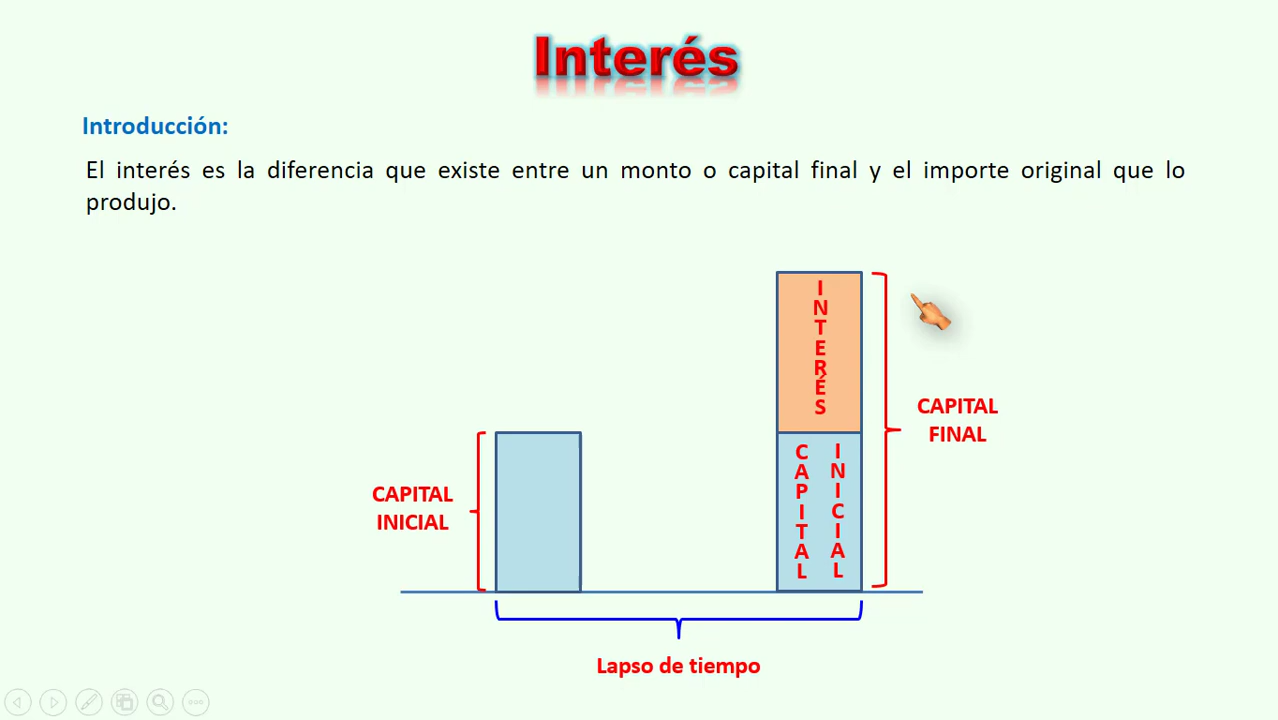 Interés
Introducción:
El interés es la diferencia que existe entre un monto o capital final y el importe original que lo
produjo.
INTERÉS
CAPITAL
FINAL
CAPITAL
INICIAL
CAPITAL INICIAL
Lapso de tiempo